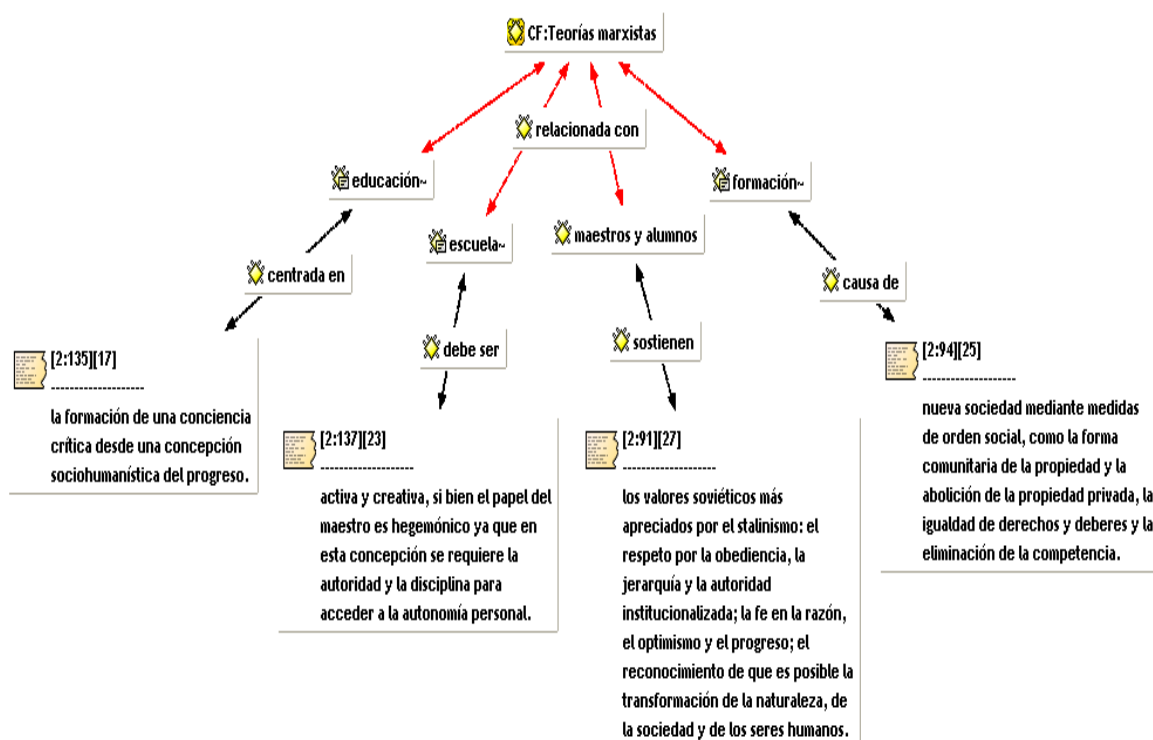 CF:Teorías marxistas
relacionada con
educación~
formación~
escuela~
maestros y alumnos
centrada en
causa de
debe ser
sostienen
[2:135][17]
--------------------
la formación de una conciencia
crítica desde una concepción
sociohumanística del progreso.
[2:137][23]
--------------------
activa y creativa, si bien el papel del
maestro es hegemónico ya que en
esta concepción se requiere la
autoridad y la disciplina para
acceder a la autonomía personal.
[2:91][27]
--------------------
los valores soviéticos más
apreciados por el stalinismo: el
respeto por la obediencia, la
jerarquía y la autoridad
institucionalizada; la fe en la razón,
el optimismo y el progreso; el
reconocimiento de que es posible la
transformación de la naturaleza, de
la sociedad y de los seres humanos.
[2:94][25]
--------------------
nueva sociedad mediante medidas
de orden social, como la forma
comunitaria de la propiedad y la
abolición de la propiedad privada, la
igualdad de derechos y deberes y la
eliminación de la competencia.